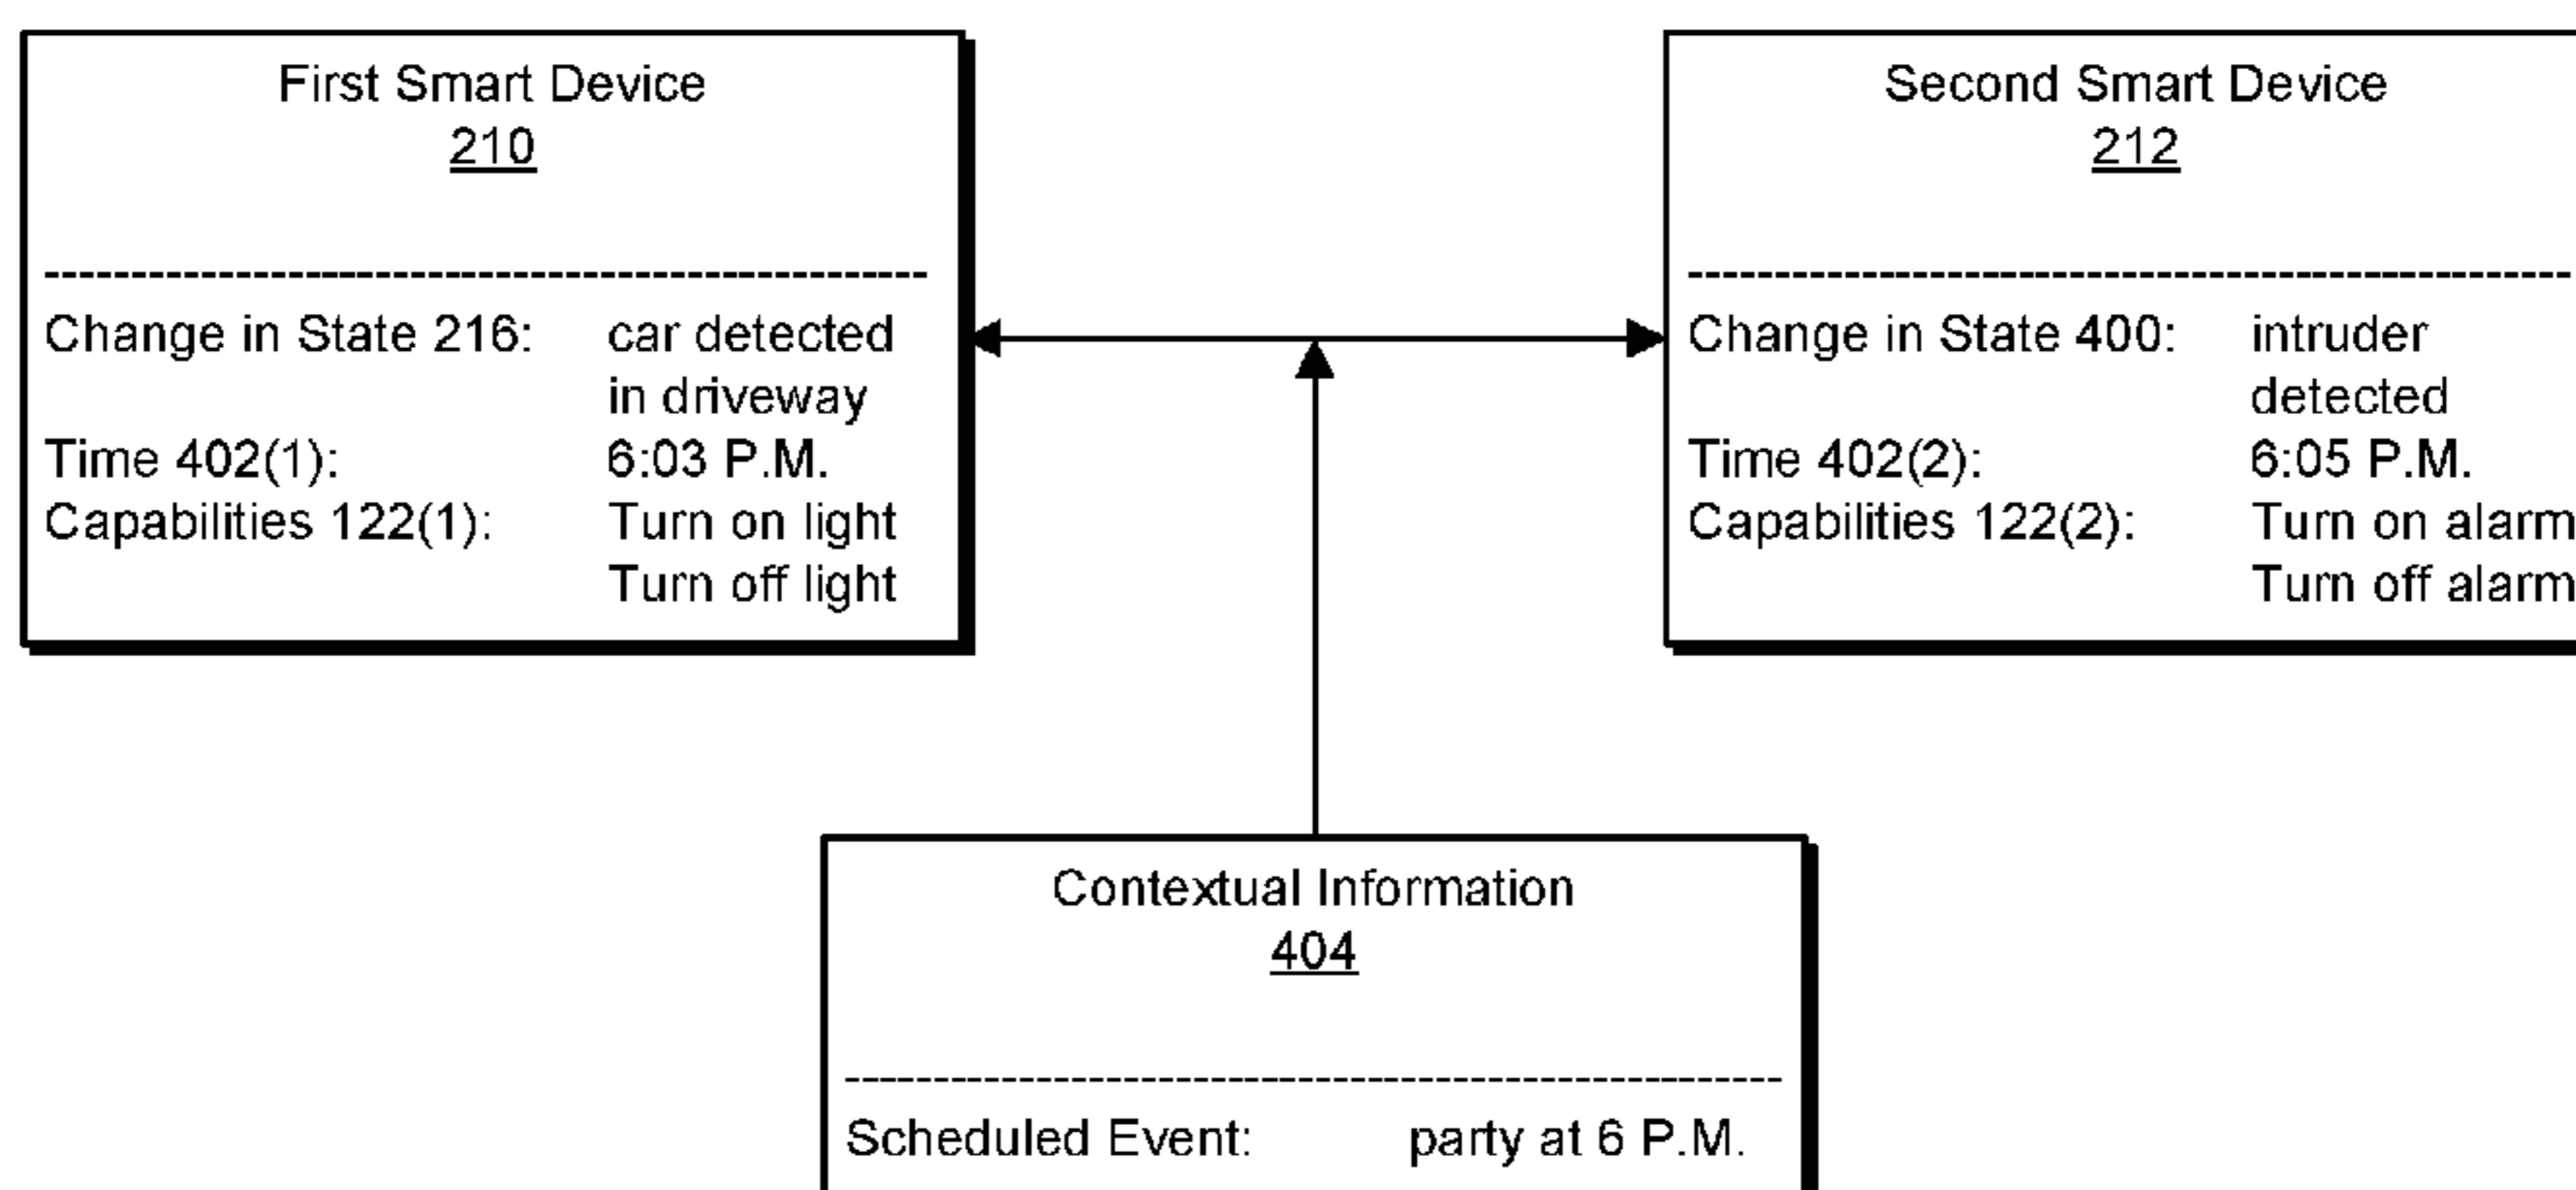 First Smart Device
210
Change in State 216: car detected
in driveway
Time 402(1): 6:03 P.M.
Capabilities 122(1): Turn on light
Turn off light
Second Smart Device
212
Change in State 400: intruder
detected
Time 402(2): 6:05 P.M.
Capabilities 122(2): Turn on alarm
Turn off alarm
Contextual Information
404
Scheduled Event: party at 6 P.M.